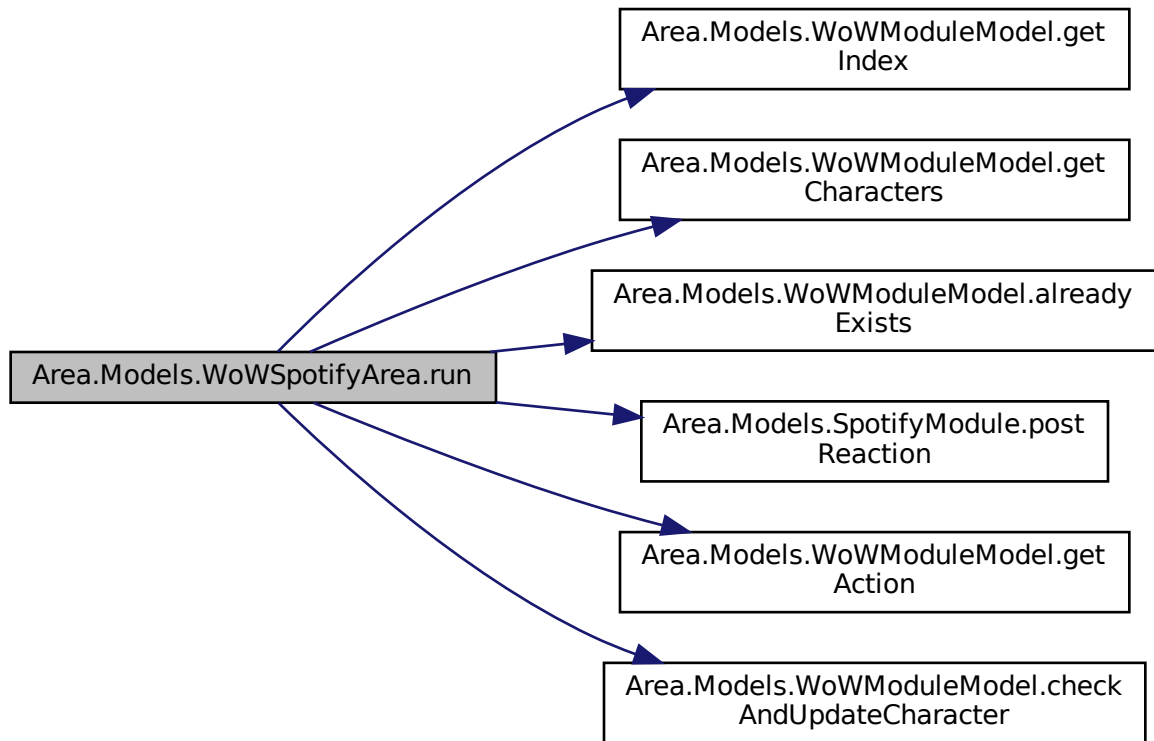 Area.Models.WoWModuleModel.get
Index
Area.Models.WoWModuleModel.get
Characters
Area.Models.WoWModuleModel.already
Exists
Area.Models.WoWSpotifyArea.run
Area.Models.SpotifyModule.post
Reaction
Area.Models.WoWModuleModel.get
Action
Area.Models.WoWModuleModel.check
AndUpdateCharacter